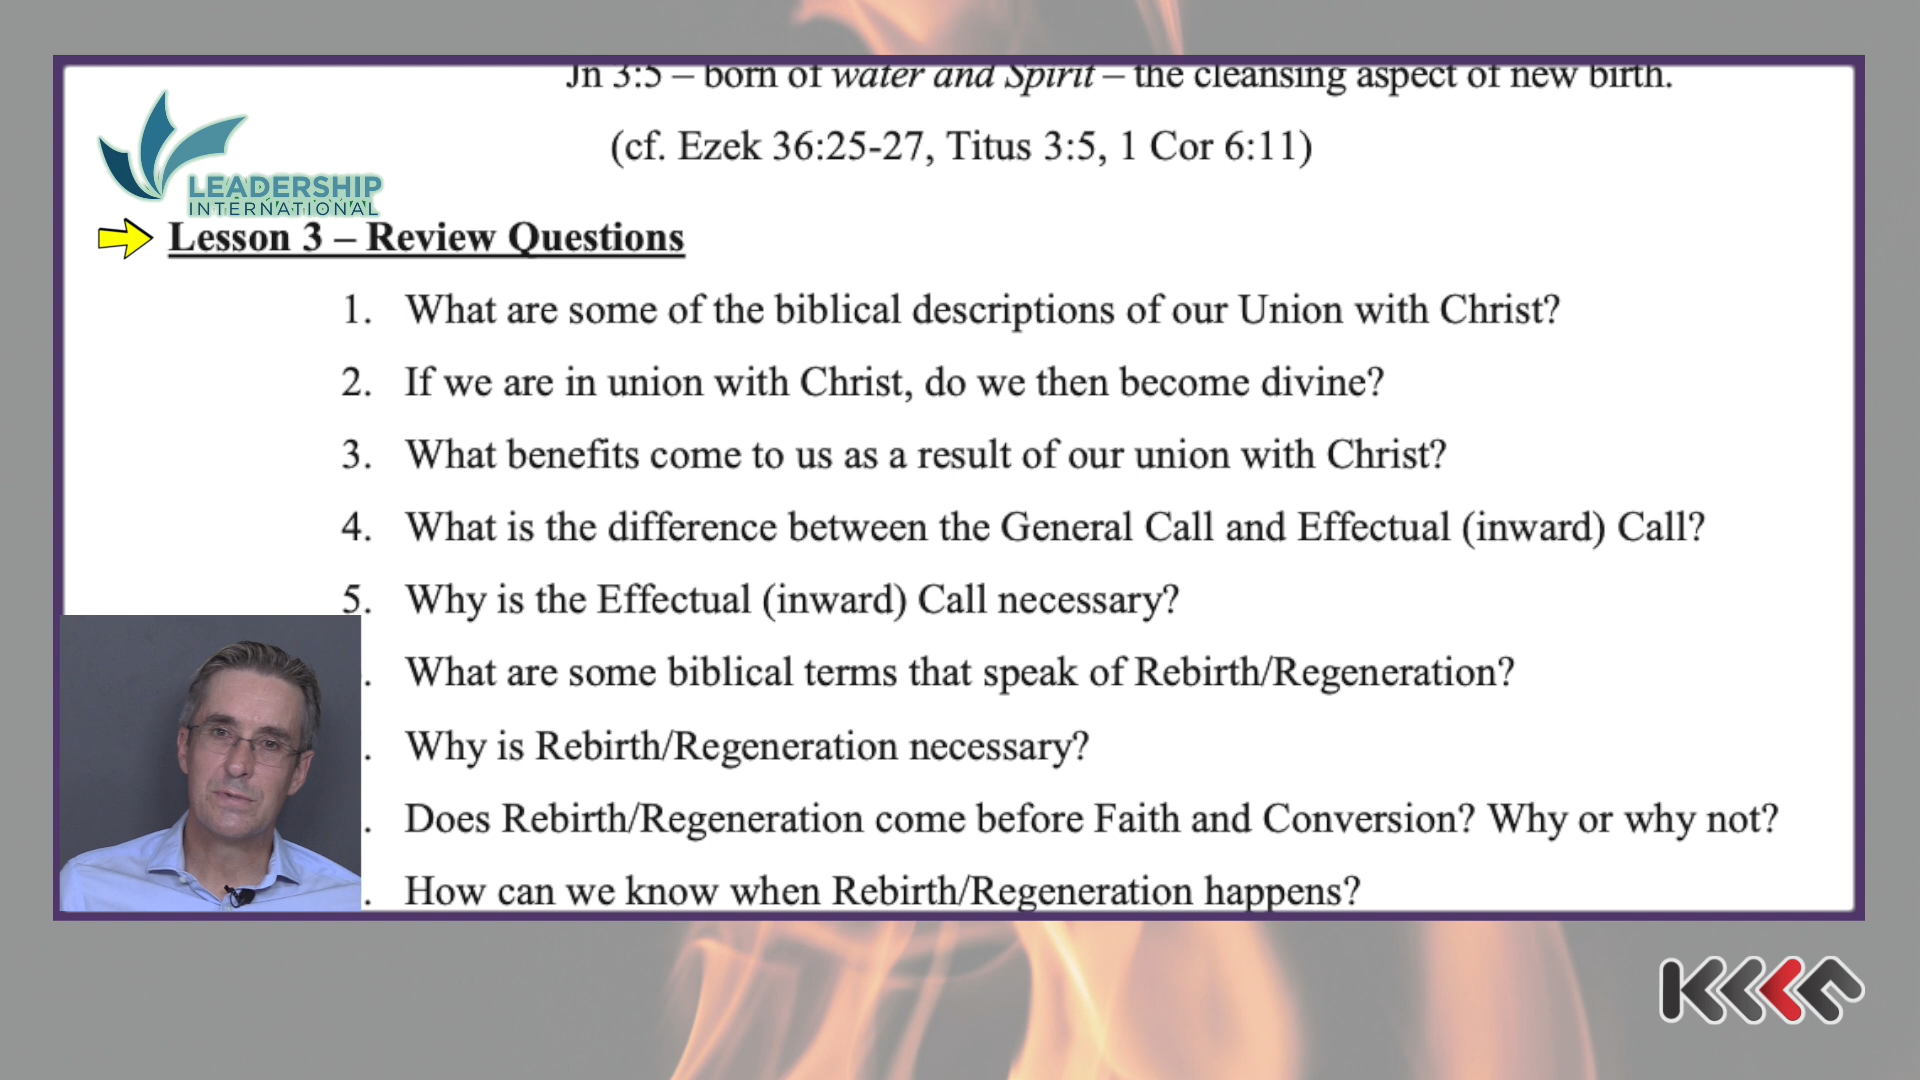 Jn 3:5 – born of water and Spirit – the cleansing aspect of new birth.
(cf. Ezek 36:25-27, Titus 3:5, 1 Cor 6:11)
LEADERSHIP
INTERNATIONAL
Lesson 3 – Review Questions
1. What are some of the biblical descriptions of our Union with Christ?
2. If we are in union with Christ, do we then become divine?
3. What benefits come to us as a result of our union with Christ?
4. What is the difference between the General Call and Effectual (inward) Call?
5. Why is the Effectual (inward) Call necessary?
. What are some biblical terms that speak of Rebirth/Regeneration?
. Why is Rebirth/Regeneration necessary?
. Does Rebirth/Regeneration come before Faith and Conversion? Why or why not?
. How can we know when Rebirth/Regeneration happens?